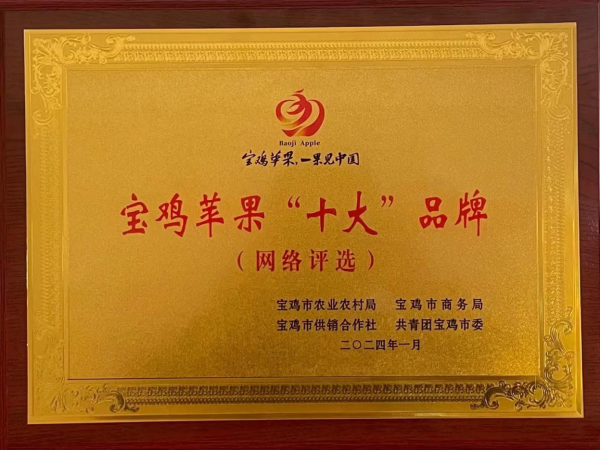 Baoji Apple
宝鸡苹果,一果见中国
宝鸡苹果“十大”品牌
(网络评选)
宝鸡市农业农村局 宝鸡市商务局
宝鸡市供销合作社 共青团宝鸡市委
二〇二四年一月